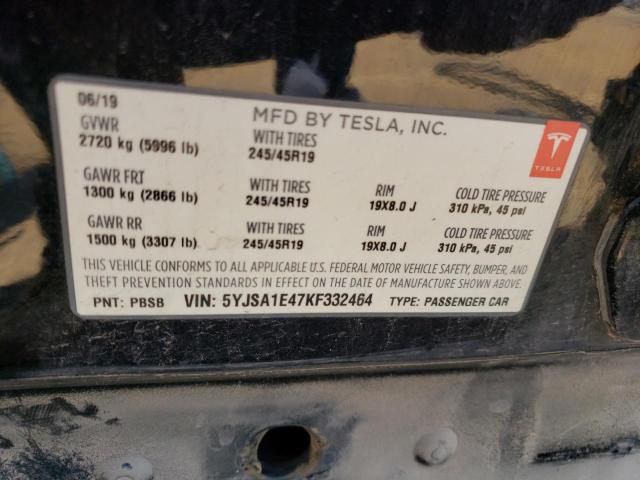 06/19
MFD BY TESLA, INC.
GVWR
2720 kg (5996 lb)
WITH TIRES
245/45R19
TESLA
GAWR FRT
1300 kg (2866 lb)
WITH TIRES
245/45R19
RIM
19X8.0 J
COLD TIRE PRESSURE
310 kPa, 45 psi
GAWR RR
1500 kg (3307 lb)
WITH TIRES
245/45R19
RIM
19X8.0 J
COLD TIRE PRESSURE
310 kPa, 45 psi
THIS VEHICLE CONFORMS TO ALL APPLICABLE U.S. FEDERAL MOTOR VEHICLE SAFETY, BUMPER, AND
THEFT PREVENTION STANDARDS IN EFFECT ON THE DATE OF MANUFACTURE SHOWN ABOVE.
PNT: PBSB VIN: 5YJSA1E47KF332464 TYPE: PASSENGER CAR